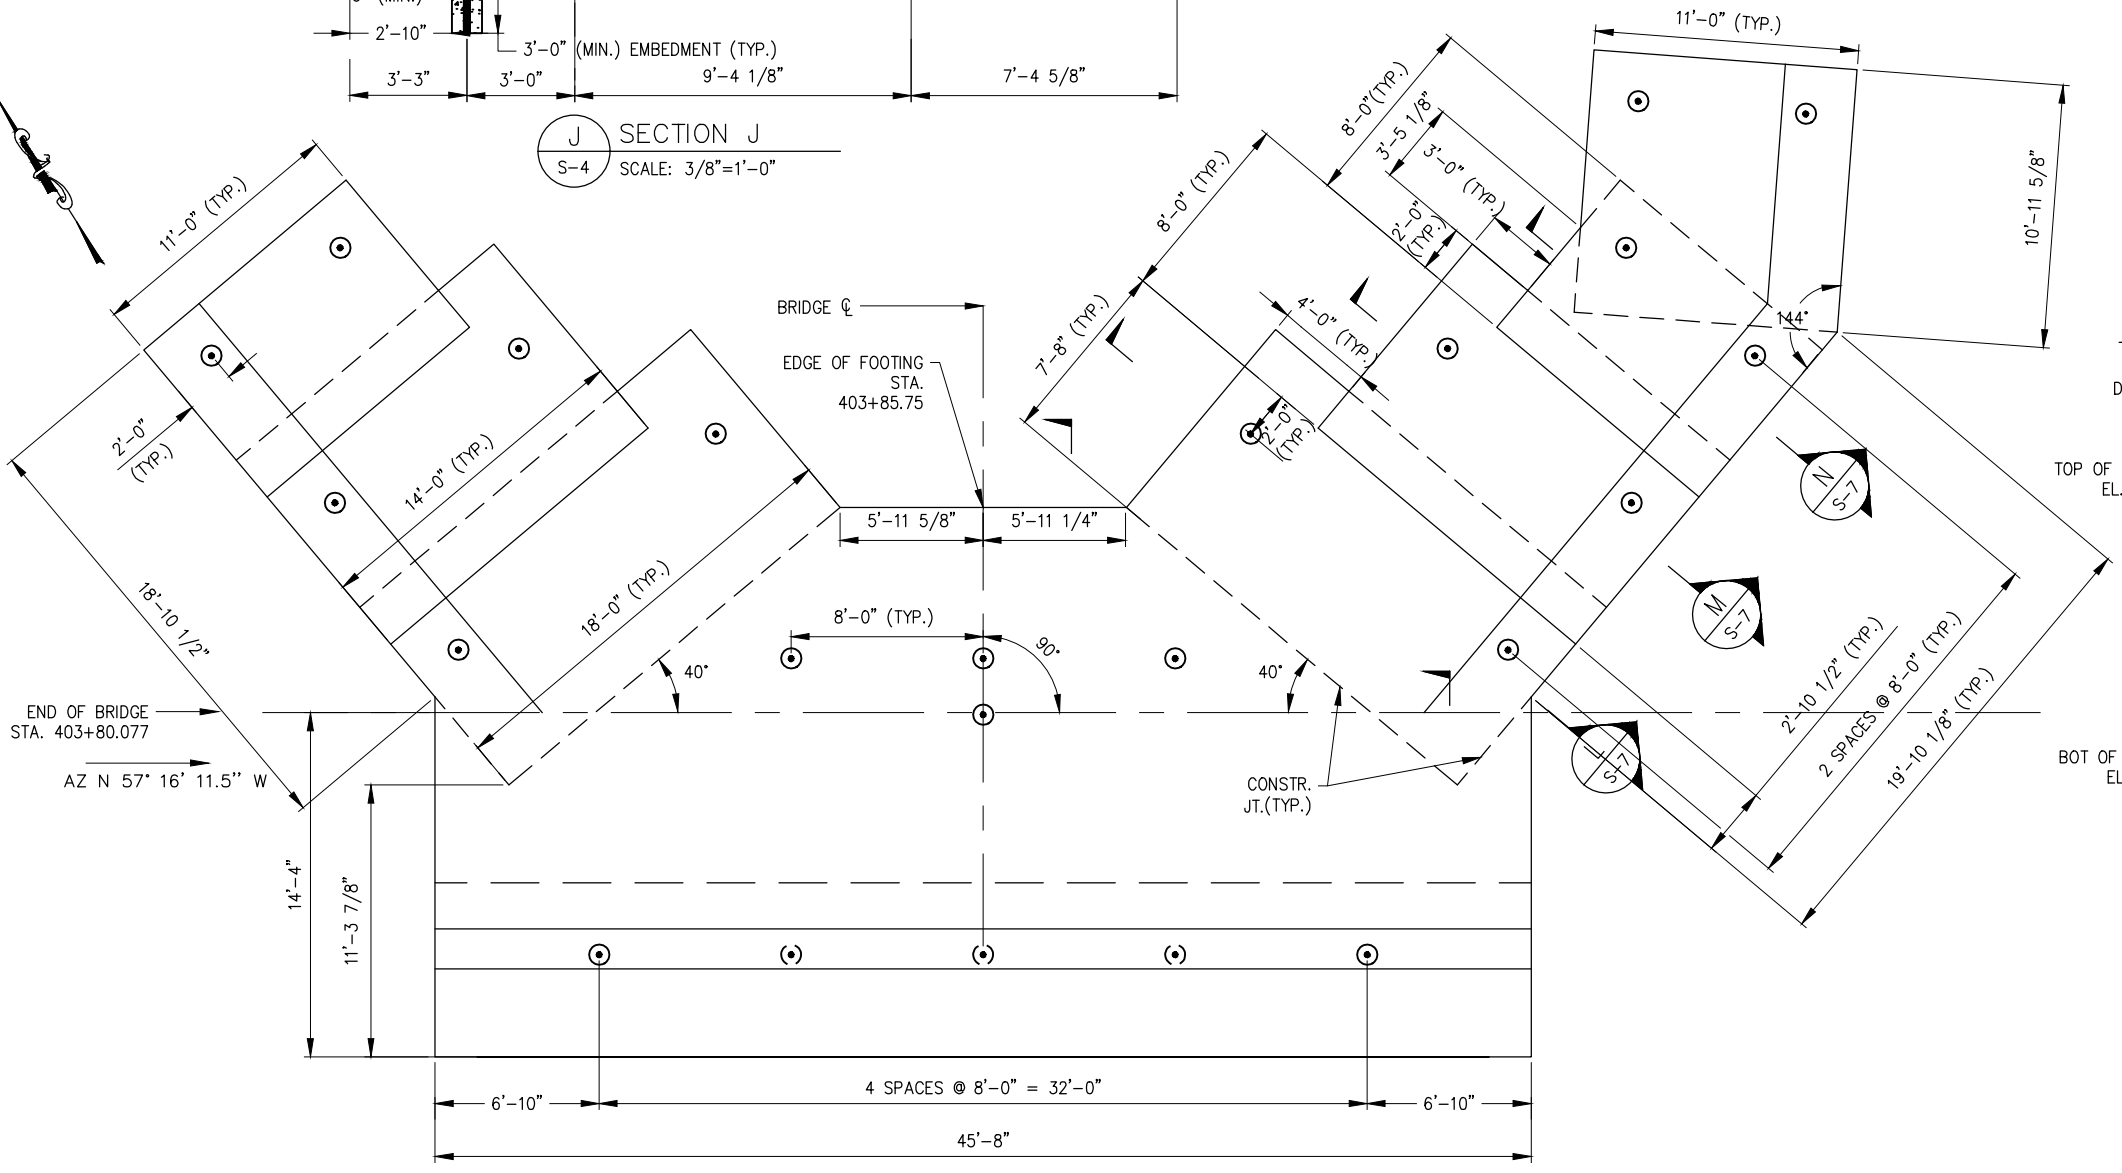 2'-10"
3'-0" (MIN.) EMBEDMENT (TYP.)
3'-3"
3'-0"
9'-4 1/8"
7'-4 5/8"
J
S-4
SECTION J
SCALE: 3/8"=1'-0"
11'-0" (TYP.)
11'-0" (TYP.)
8'-0"(TYP.)
3'-5 1/8"
3'-0" (TYP.)
8'-0" (TYP.)
2'-0"
(TYP.)
10'-11 5/8"
7'-8" (TYP.)
4'-0" (TYP.)
144°
BRIDGE ℄
EDGE OF FOOTING
STA.
403+85.75
2'-0"
(TYP.)
2'-0"
(TYP.)
14'-0" (TYP.)
18'-0" (TYP.)
18'-10 1/2"
5'-11 5/8"
5'-11 1/4"
8'-0" (TYP.)
90°
40°
40°
N
S-7
M
S-7
L
S-7
TOP OF
EL.
D
BOT OF
EL
2'-10 1/2" (TYP.)
2 SPACES @ 8'-0" (TYP.)
19'-10 1/8" (TYP.)
END OF BRIDGE
STA. 403+80.077
AZ N 57° 16' 11.5'' W
CONSTR.
JT.(TYP.)
14'-4"
11'-3 7/8"
4 SPACES @ 8'-0" = 32'-0"
6'-10"
6'-10"
45'-8"